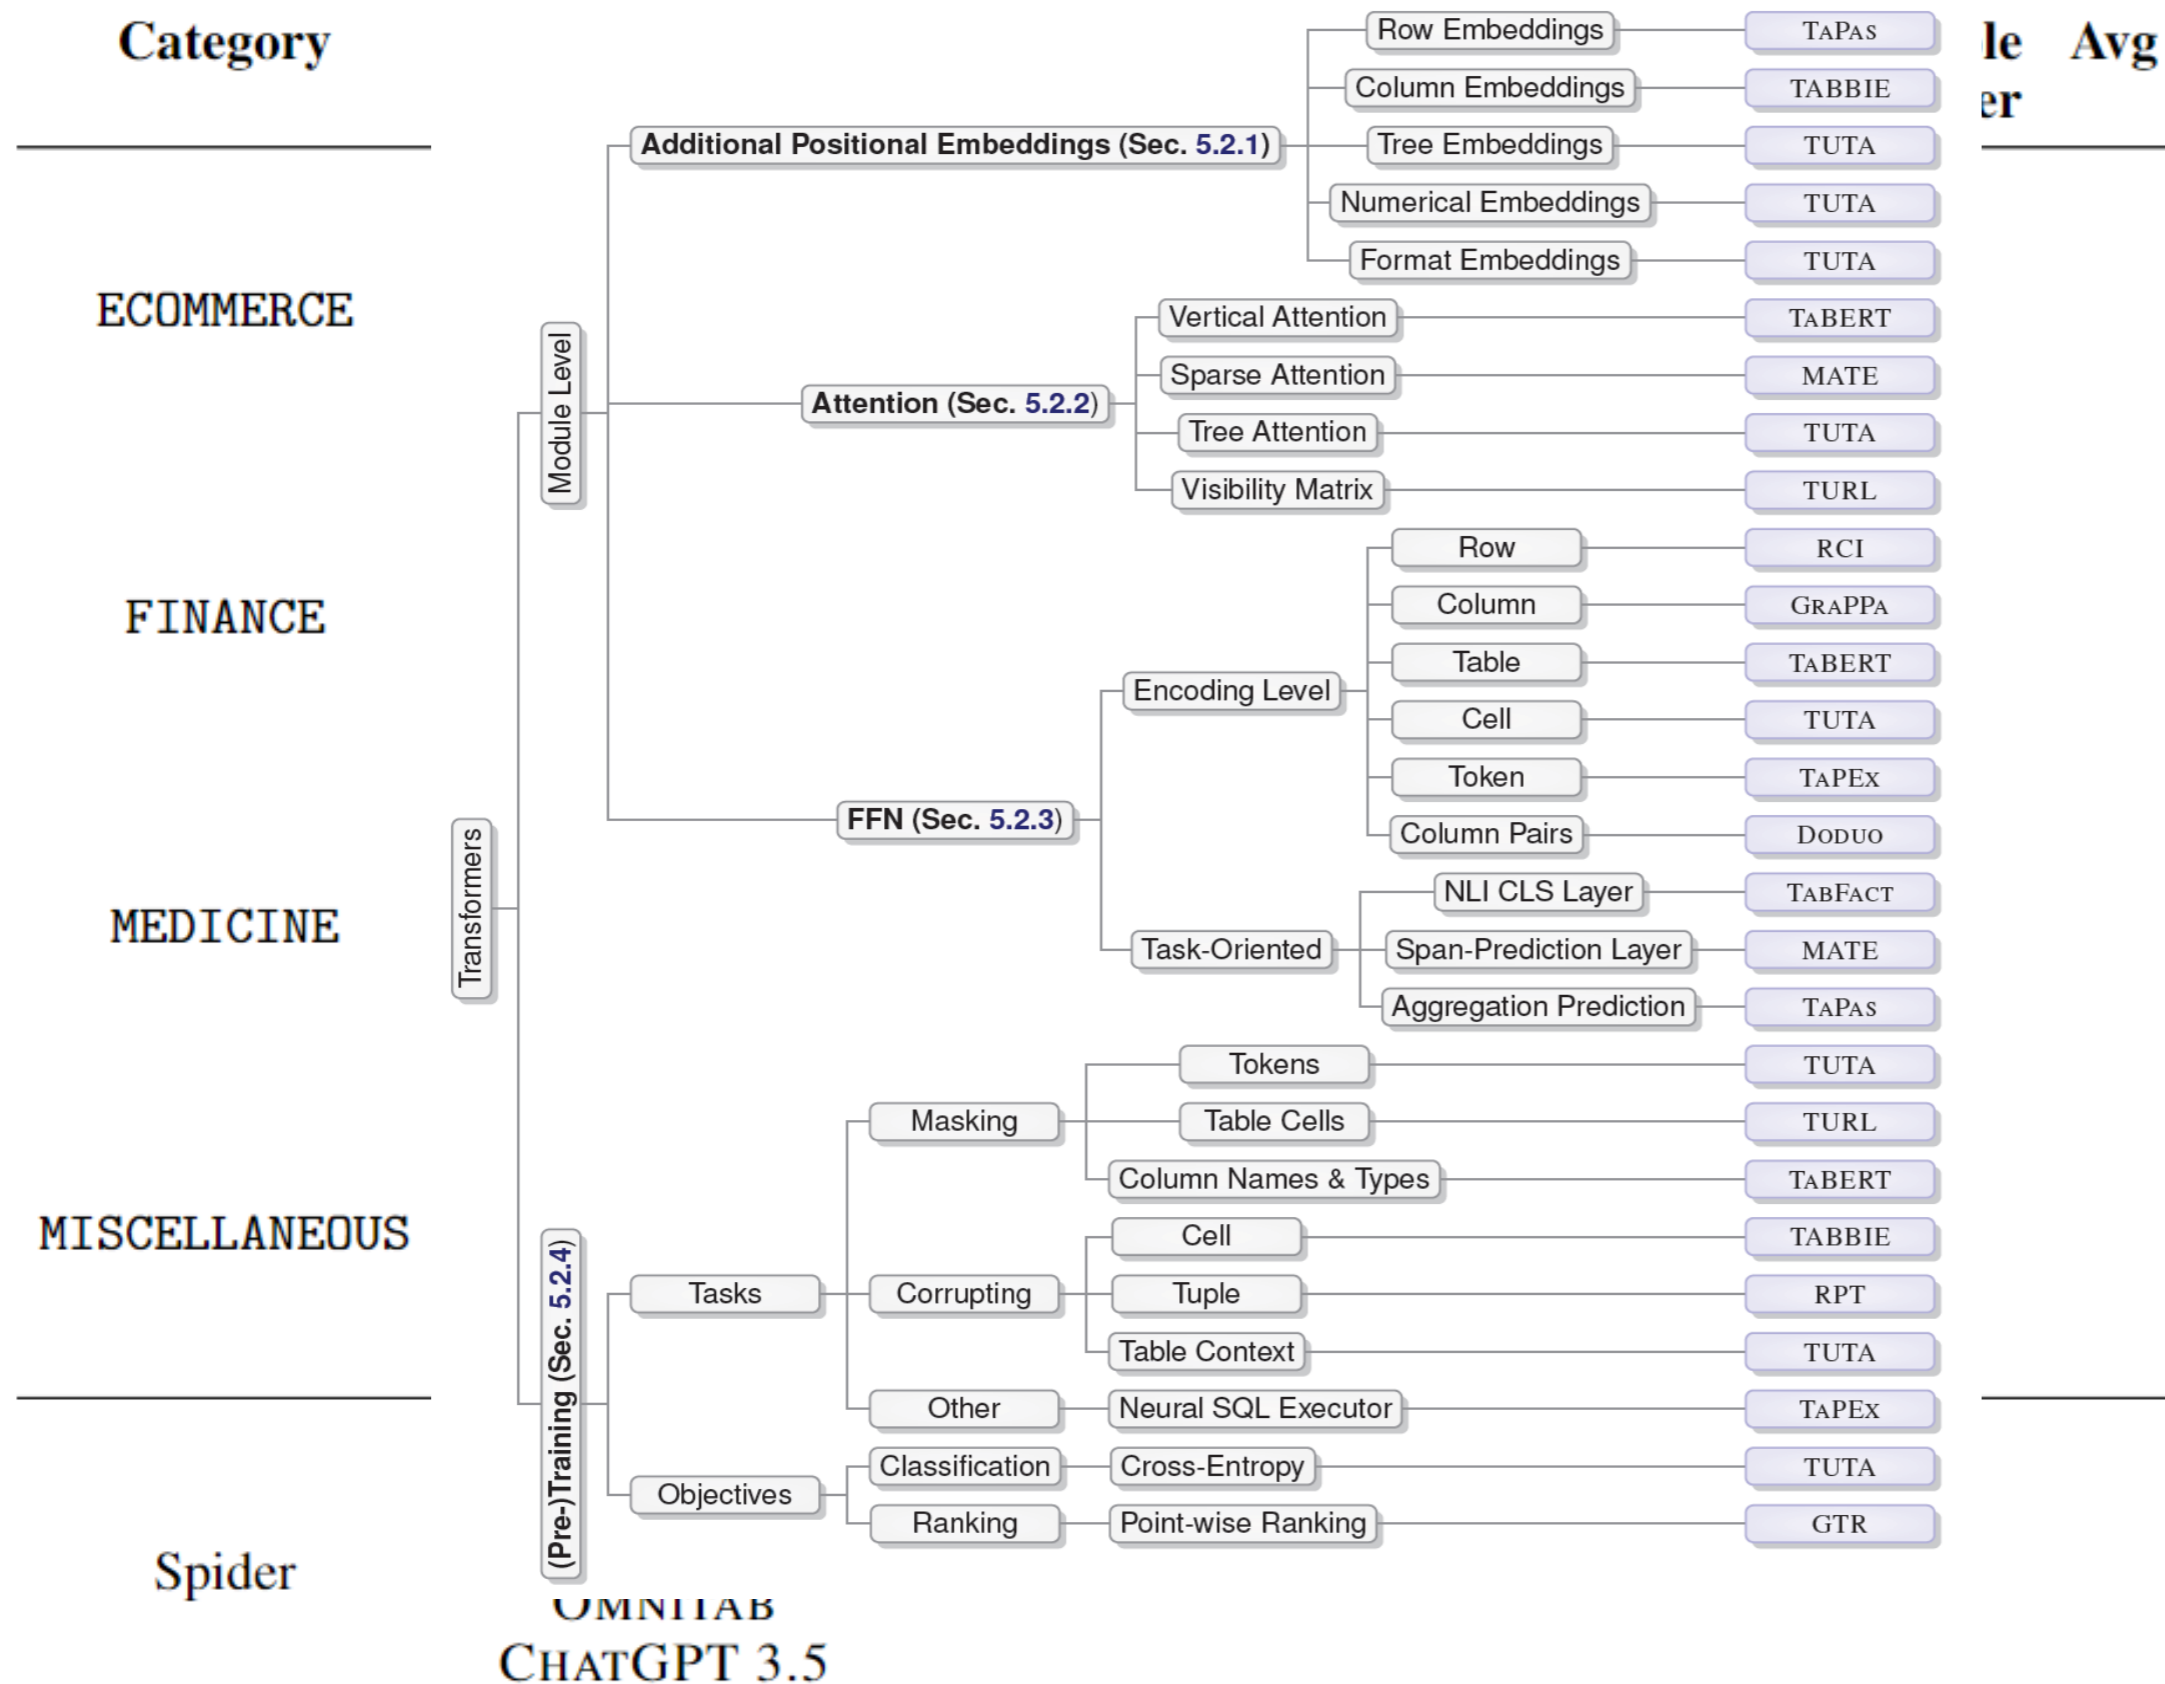 Category
Avg
ECOMMERCE
FINANCE
MEDICINE
MISCELLANEOUS
Spider
Transformers
Module Level
Additional Positional Embeddings (Sec. 5.2.1)
Row Embeddings TAPAS
Column Embeddings TABBIE
Tree Embeddings TUTA
Numerical Embeddings TUTA
Format Embeddings TUTA
Attention (Sec. 5.2.2)
Vertical Attention TABERT
Sparse Attention MATE
Tree Attention TUTA
Visibility Matrix TURL
FFN (Sec. 5.2.3)
Encoding Level
Row RCI
Column GRAPPA
Table TABERT
Cell TUTA
Token TAPEX
Column Pairs DODUO
Task-Oriented
NLI CLS Layer TABFACT
Span-Prediction Layer MATE
Aggregation Prediction TAPAS
(Pre-)Training (Sec. 5.2.4)
Tasks
Masking
Tokens TUTA
Table Cells TURL
Column Names & Types TABERT
Corrupting
Cell TABBIE
Tuple RPT
Table Context TUTA
Other Neural SQL Executor TAPEX
Objectives
Classification Cross-Entropy TUTA
Ranking Point-wise Ranking GTR
OMNITAB
CHATGPT 3.5